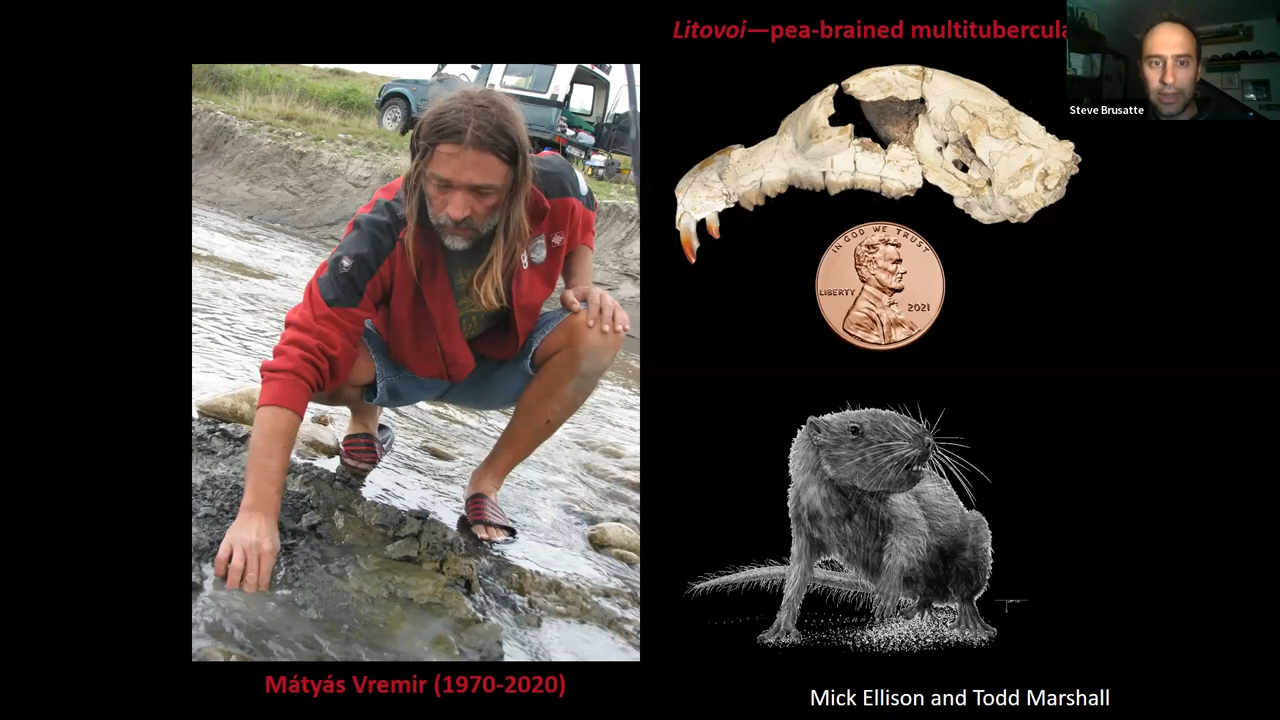 Litovoi—pea-brained multitubercula
Steve Brusatte
IN GOD WE TRUST
LIBERTY
2021
Mátyás Vremir (1970-2020)
Mick Ellison and Todd Marshall